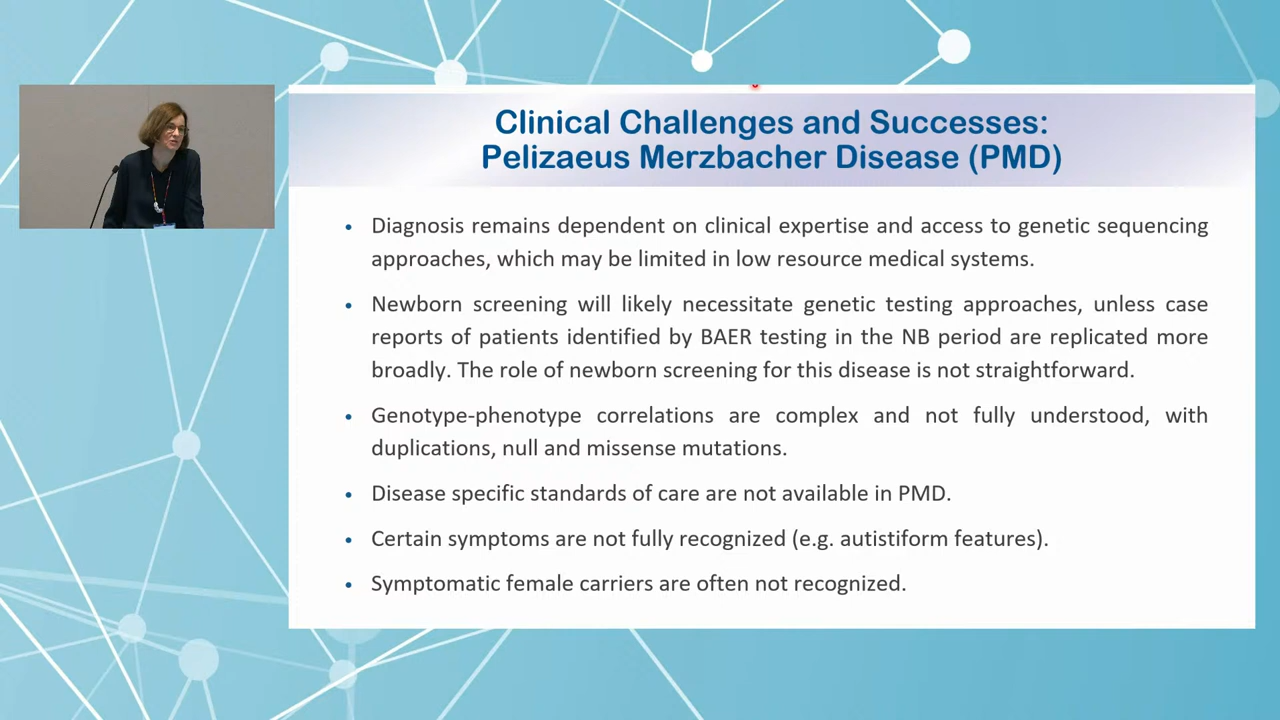 Clinical Challenges and Successes:
Pelizaeus Merzbacher Disease (PMD)
• Diagnosis remains dependent on clinical expertise and access to genetic sequencing
approaches, which may be limited in low resource medical systems.
• Newborn screening will likely necessitate genetic testing approaches, unless case
reports of patients identified by BAER testing in the NB period are replicated more
broadly. The role of newborn screening for this disease is not straightforward.
• Genotype-phenotype correlations are complex and not fully understood, with
duplications, null and missense mutations.
• Disease specific standards of care are not available in PMD.
• Certain symptoms are not fully recognized (e.g. autistiform features).
• Symptomatic female carriers are often not recognized.